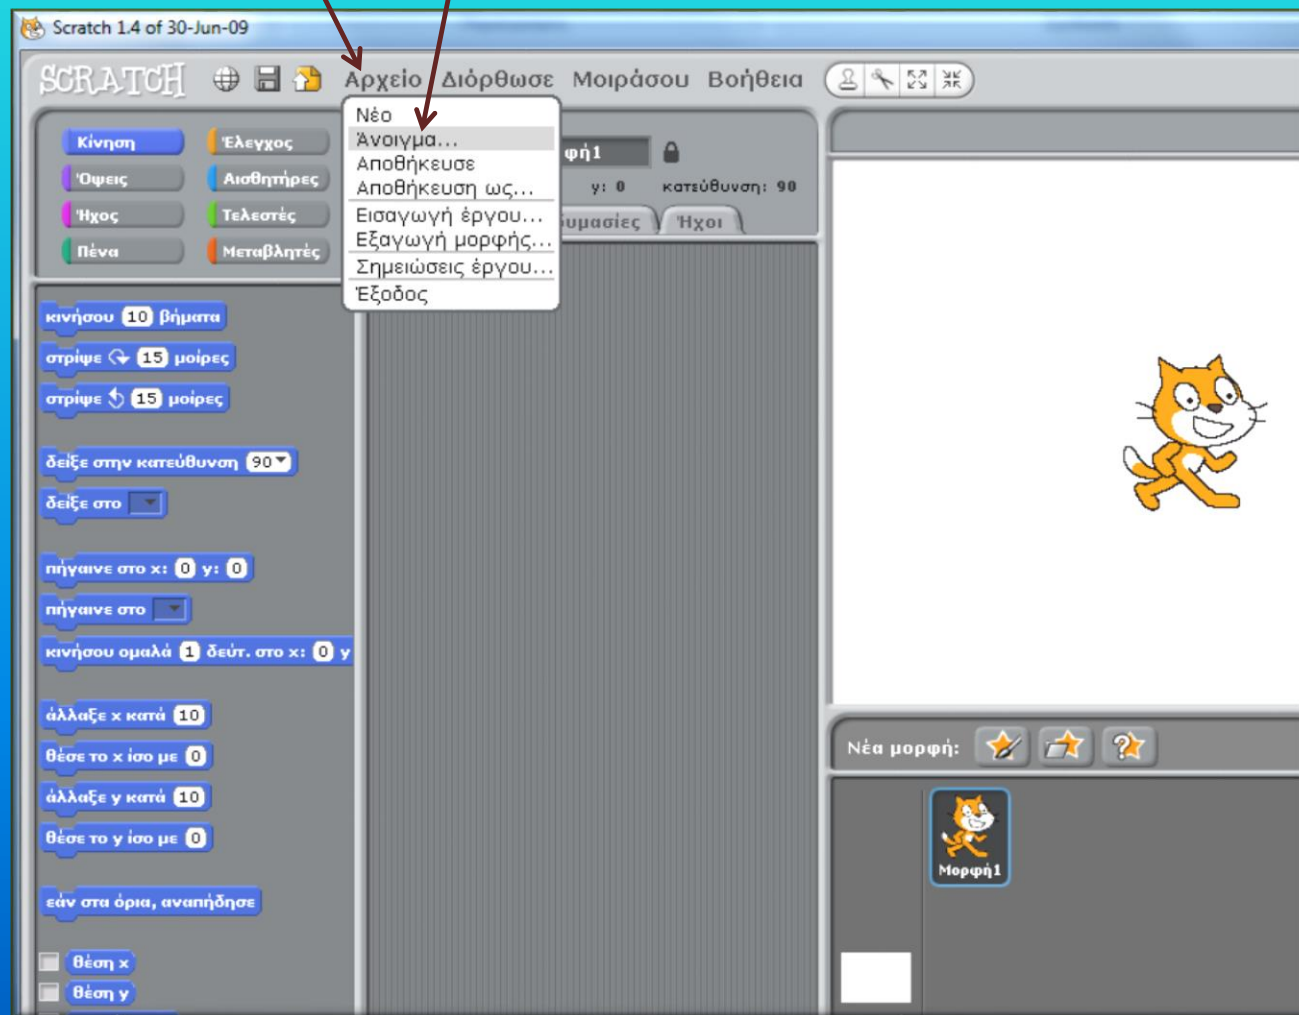 Scratch 1.4 of 30-Jun-09
SCRATCH Αρχείο Διόρθωσε Μοιράσου Βοήθεια
Νέο
Άνοιγμα...
Αποθήκευσε
Αποθήκευση ως...
Εισαγωγή έργου...
Εξαγωγή μορφής...
Σημειώσεις έργου...
Έξοδος
Κίνηση Έλεγχος
Όψεις Αισθητήρες
Ήχος Τελεστές
Πένα Μεταβλητές
φή1
y: 0 κατεύθυνση: 90
υμασίες Ήχοι
κινήσου 10 βήματα
στρίψε 15 μοίρες
στρίψε 15 μοίρες
δείξε στην κατεύθυνση 90
δείξε στο
πήγαινε στο x: 0 y: 0
πήγαινε στο
κινήσου ομαλά 1 δεύτ. στο x: 0 y
άλλαξε x κατά 10
θέσε το x ίσο με 0
άλλαξε y κατά 10
θέσε το y ίσο με 0
εάν στα όρια, αναπήδησε
θέση x
θέση y
Νέα μορφή:
Μορφή1